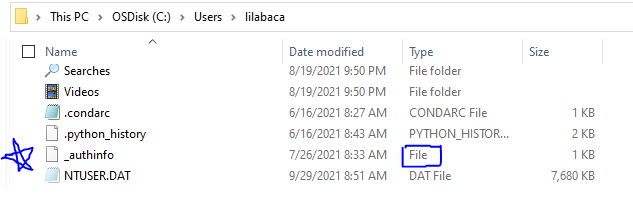 This PC > OSDisk (C:) > Users > lilabaca
Name Date modified Type Size
Searches 8/19/2021 9:50 PM File folder
Videos 8/19/2021 9:50 PM File folder
.condarc 6/16/2021 8:27 AM CONDARC File 1 KB
.python_history 6/16/2021 8:43 AM PYTHON_HISTOR... 2 KB
_authinfo 7/26/2021 8:33 AM File 1 KB
NTUSER.DAT 9/29/2021 8:51 AM DAT File 7,680 KB